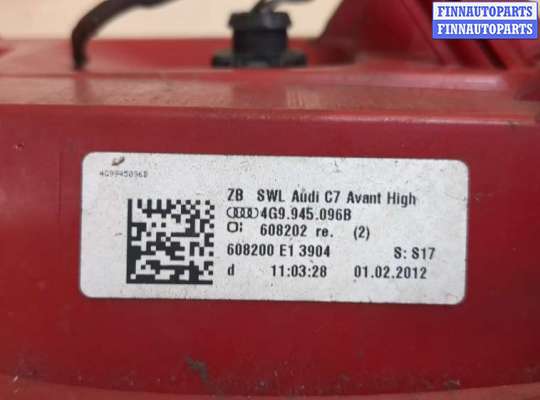 FINNAUTOPARTS
FINNAUTOPARTS
4G9945096B
ZB SWL Audi C7 Avant High
4G9.945.096B
608202 re. (2)
608200 E1 3904 S: S17
d 11:03:28 01.02.2012